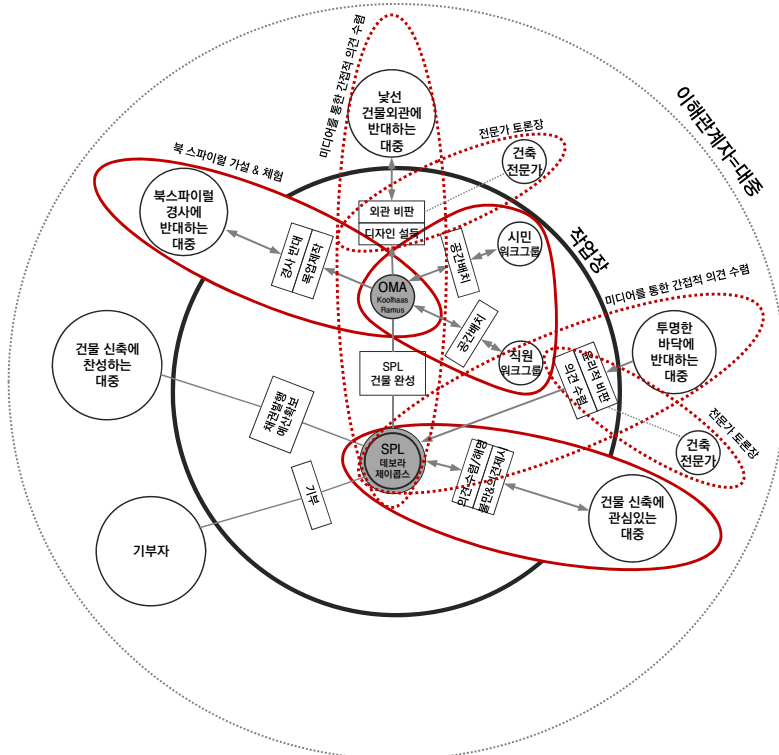 미디어를 통한 간접적 의견 수렴
이해관계자=대중
낯선
건물외관에
반대하는
대중
전문가 토론장
건축
전문가
북 스파이럴 가설 & 체험
북스파이럴
경사에
반대하는
대중
외관 비판
디자인 설득
시민
워크그룹
공간배치
작업장
경사 반대
목업제작
OMA
Koolhaas
Ramus
미디어를 통한 간접적 의견 수렴
공간배치
직원
워크그룹
투명한
바닥에
반대하는
대중
건물 신축에
찬성하는
대중
SPL
건물 완성
윤리적 비판
의견 수렴
채권발행
예산확보
전문가 토론장
건축
전문가
SPL
데보라
제이콥스
의견수렴/해명
불만&의견제시
기부
건물 신축에
관심있는
대중
기부자